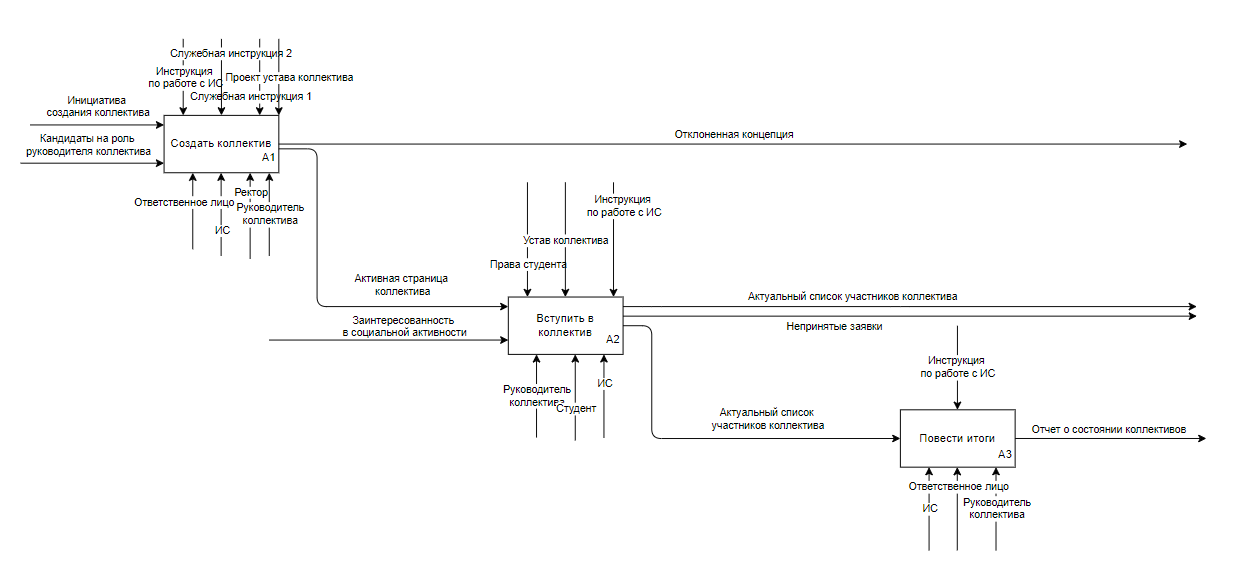 Служебная инструкция 2
Инструкция
по работе с ИС
Проект устава коллектива
Служебная инструкция 1
Инициатива
создания коллектива
Кандидаты на роль
руководителя коллектива
Создать коллектив
A1
Отклоненная концепция
Ответственное лицо
ИС
Ректор
Руководитель
коллектива
Инструкция
по работе с ИС
Устав коллектива
Права студента
Активная страница
коллектива
Заинтересованность
в социальной активности
Вступить в
коллектив
A2
Актуальный список участников коллектива
Непринятые заявки
Руководитель
коллектива
Студент
ИС
Инструкция
по работе с ИС
Актуальный список
участников коллектива
Повести итоги
A3
Отчет о состоянии коллективов
Ответственное лицо
ИС
Руководитель
коллектива